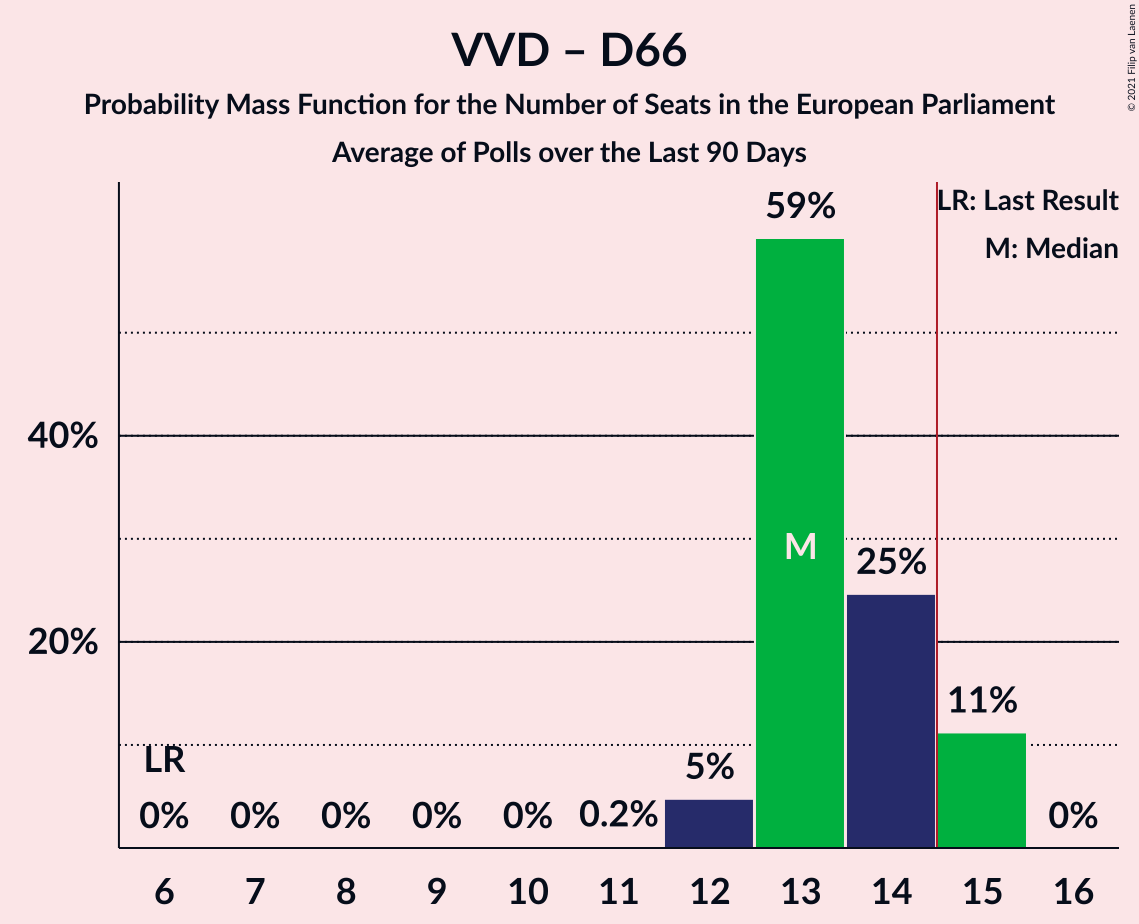 VVD – D66
Probability Mass Function for the Number of Seats in the European Parliament
Average of Polls over the Last 90 Days
© 2021 Filip van Laenen
LR: Last Result
M: Median
59%
40%
M
25%
20%
11%
LR
5%
0% 0% 0% 0% 0% 0.2% 0%
6 7 8 9 10 11 12 13 14 15 16